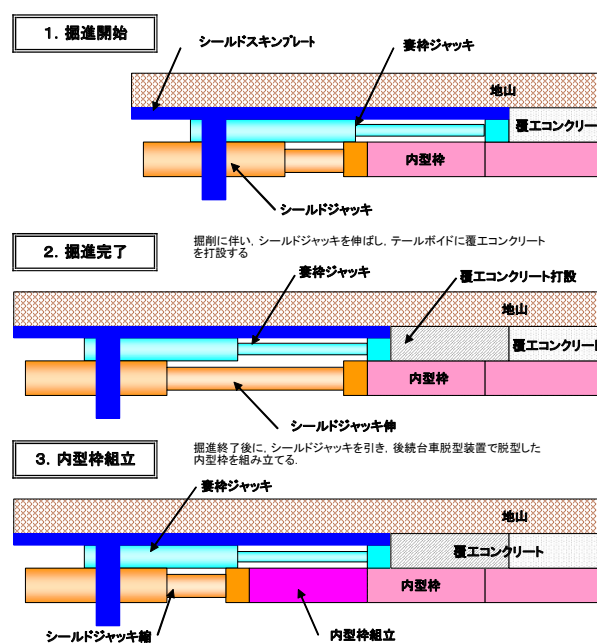 1. 掘進開始
シールドスキンプレート
妻枠ジャッキ
地山
覆工コンクリート
内型枠
シールドジャッキ
2. 掘進完了
掘削に伴い，シールドジャッキを伸ばし，テールボイドに覆工コンクリート
を打設する
妻枠ジャッキ
覆工コンクリート打設
地山
覆工コンクリート
内型枠
シールドジャッキ伸
3. 内型枠組立
掘進終了後に，シールドジャッキを引き，後続台車脱型装置で脱型した
内型枠を組み立てる．
妻枠ジャッキ
地山
覆工コンクリート
内型枠
シールドジャッキ縮
内型枠組立